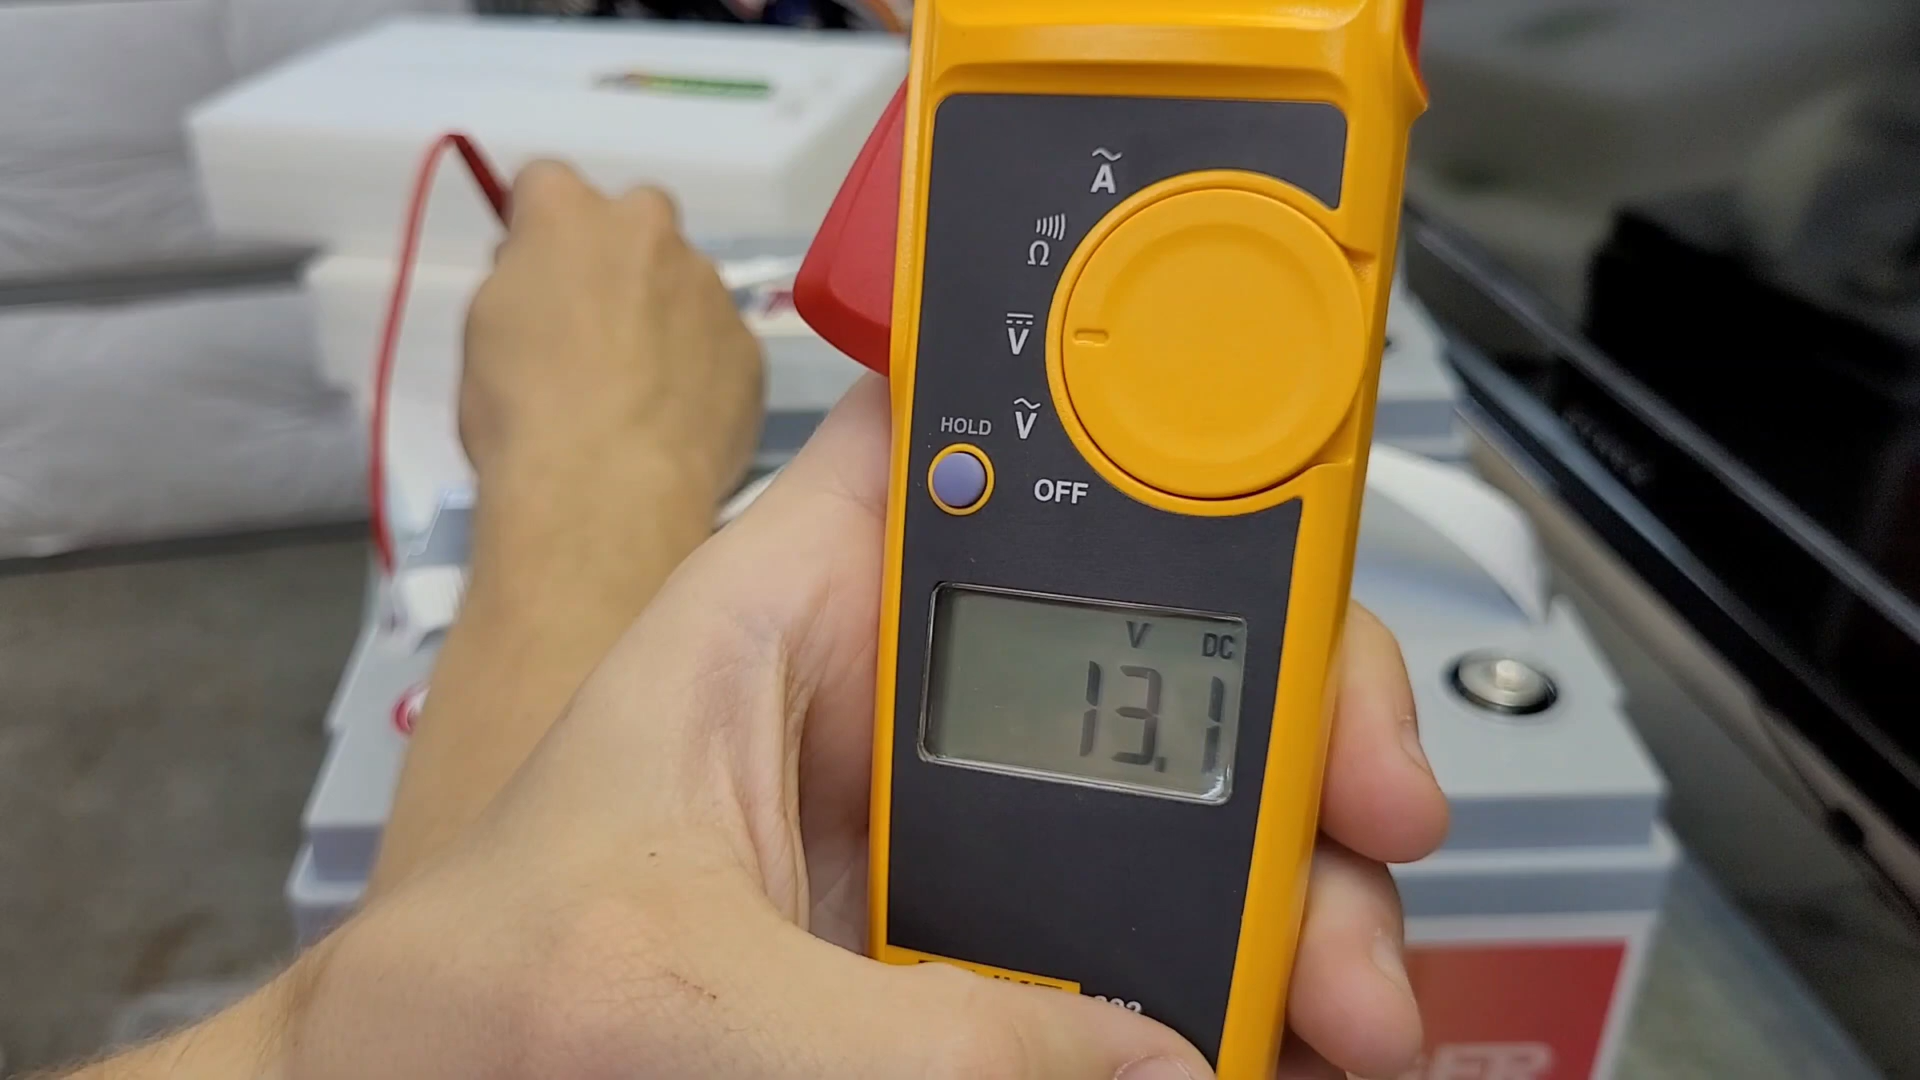 A
Ω
V
HOLD V
OFF
V DC
13.1